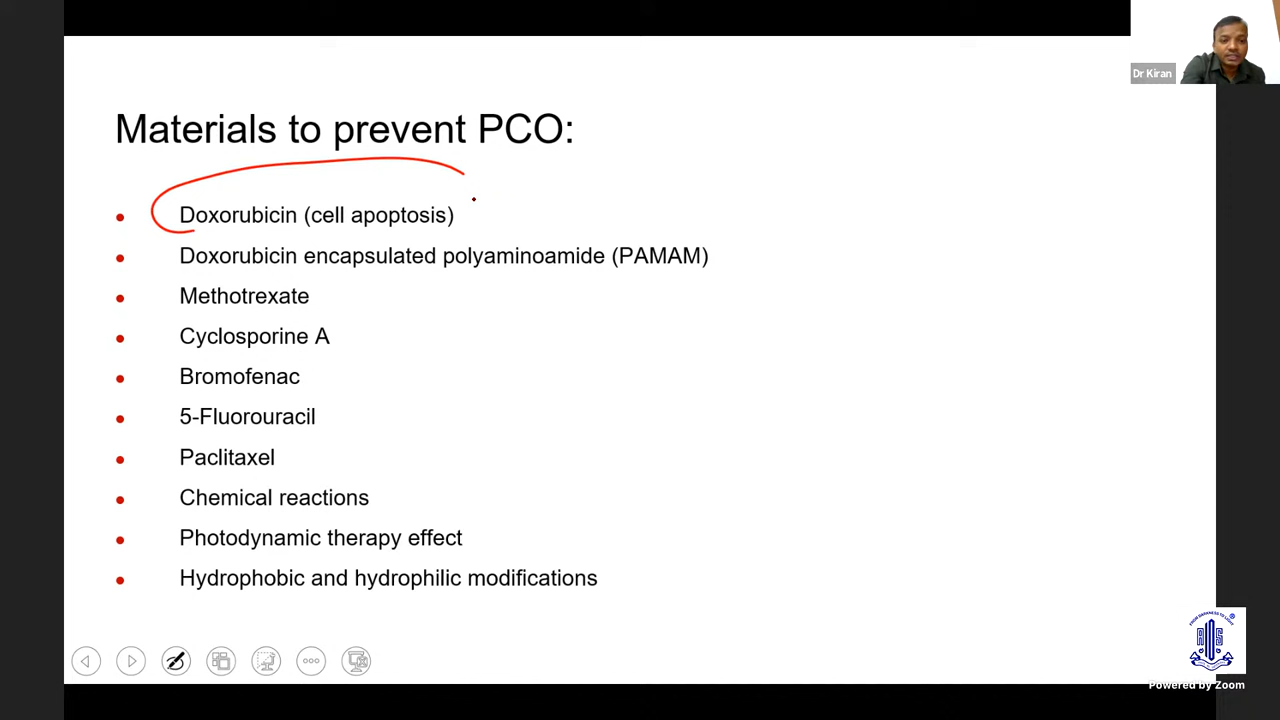 Dr Kiran
Materials to prevent PCO:
Doxorubicin (cell apoptosis)
Doxorubicin encapsulated polyaminoamide (PAMAM)
Methotrexate
Cyclosporine A
Bromofenac
5-Fluorouracil
Paclitaxel
Chemical reactions
Photodynamic therapy effect
Hydrophobic and hydrophilic modifications
Powered by Zoom